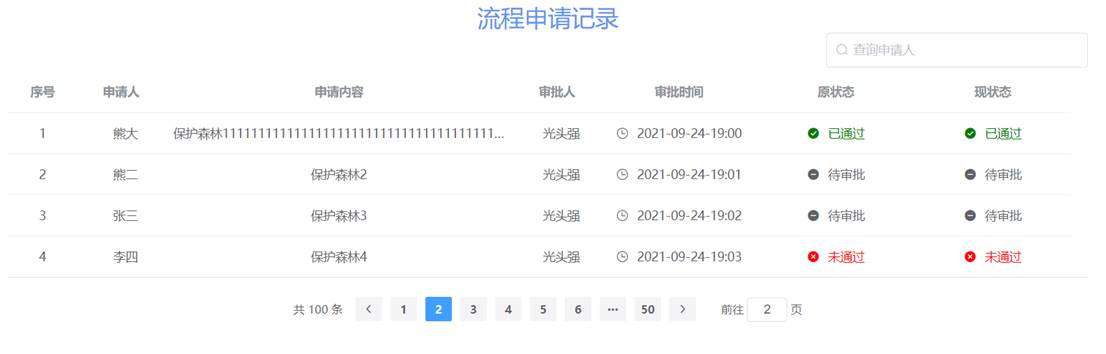 流程申请记录
查询申请人
序号 申请人 申请内容 审批人 审批时间 原状态 现状态
1 熊大 保护森林11111111111111111111111111111111111111... 光头强 2021-09-24-19:00 已通过 已通过
2 熊二 保护森林2 光头强 2021-09-24-19:01 待审批 待审批
3 张三 保护森林3 光头强 2021-09-24-19:02 待审批 待审批
4 李四 保护森林4 光头强 2021-09-24-19:03 未通过 未通过
共 100 条 < 1 2 3 4 5 6 ··· 50 > 前往 2 页